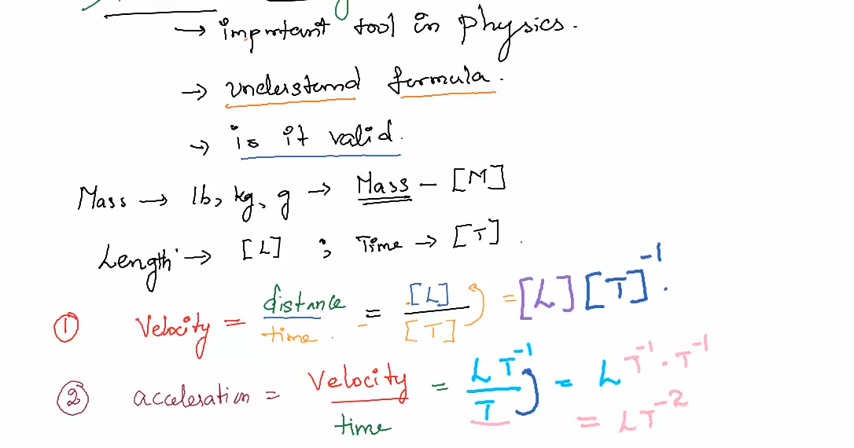 → important tool in physics.
→ understand formula.
→ is it valid.
Mass → lb, kg, g → Mass - [M]
Length → [L] ; Time → [T].
① Velocity = distance / time = [L] / [T] = [L] [T]⁻¹.
② acceleration = Velocity / time = LT⁻¹ / T = L T⁻¹ · T⁻¹
= LT⁻²